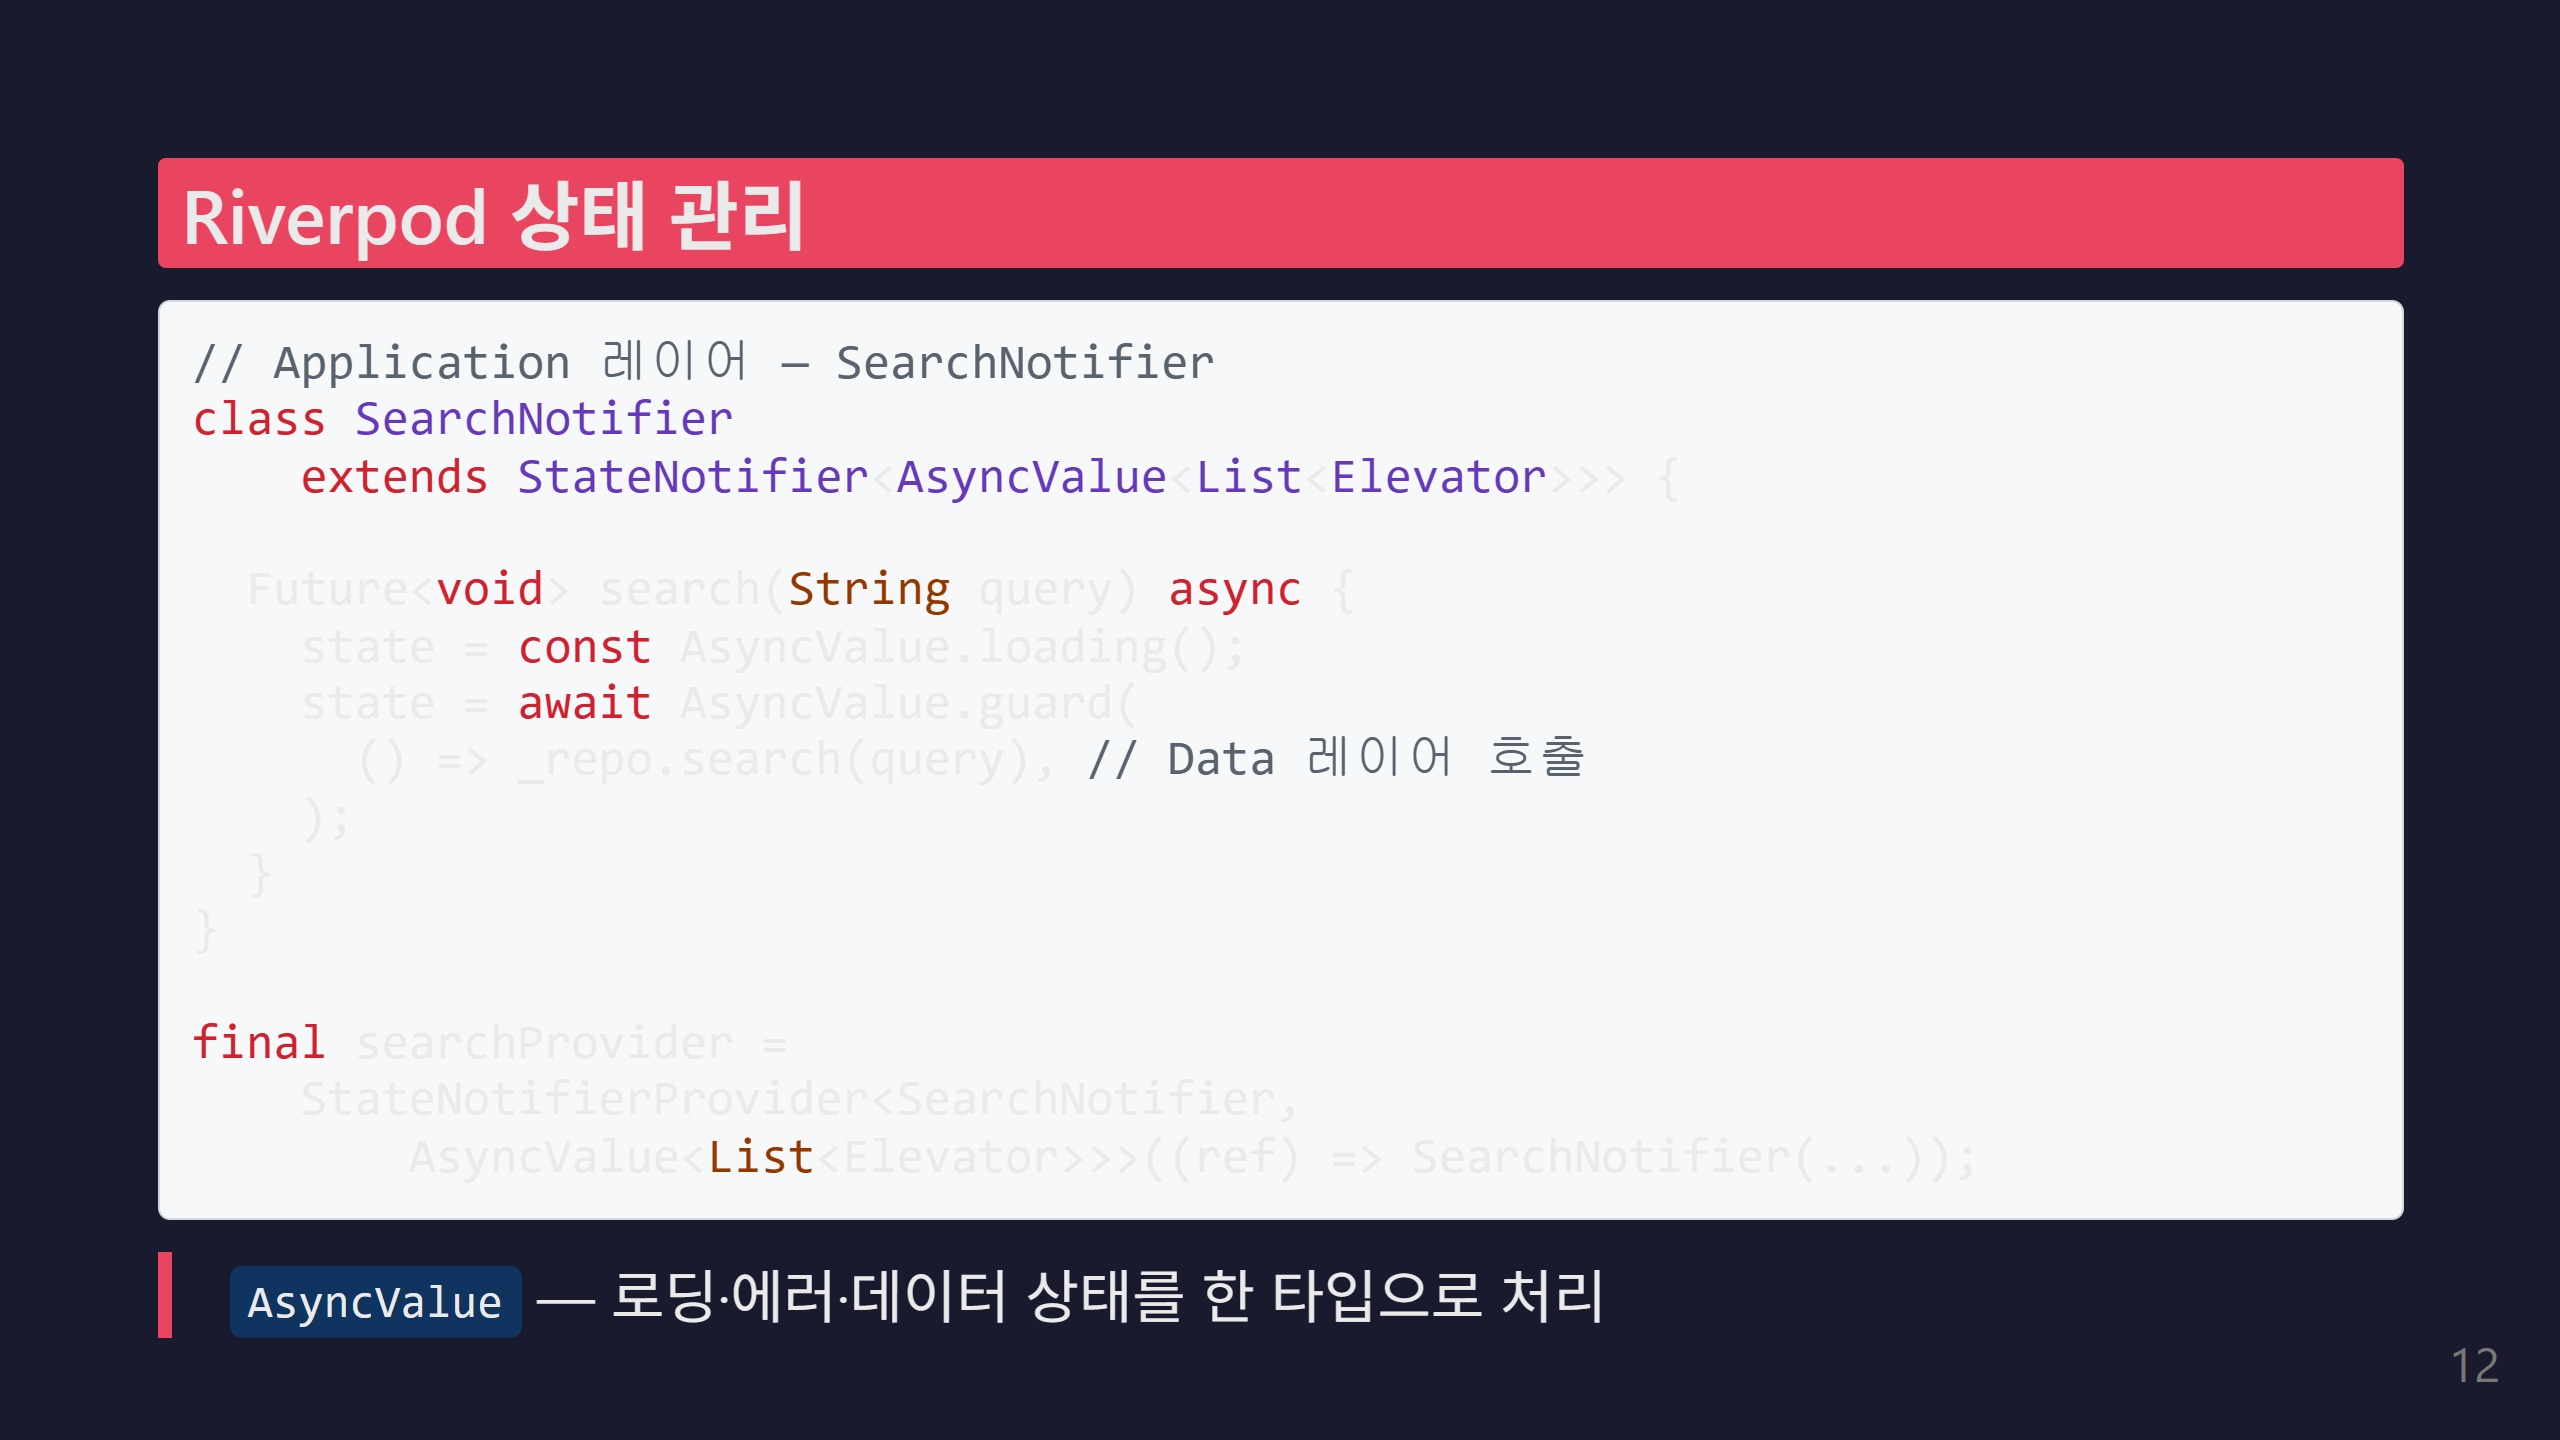 Riverpod 상태 관리
// Application 레이어 — SearchNotifier
class SearchNotifier
    extends StateNotifier<AsyncValue<List<Elevator>>> {
  Future<void> search(String query) async {
    state = const AsyncValue.loading();
    state = await AsyncValue.guard(
      () => _repo.search(query), // Data 레이어 호출
    );
  }
}
final searchProvider =
    StateNotifierProvider<SearchNotifier,
        AsyncValue<List<Elevator>>>((ref) => SearchNotifier(...));
AsyncValue — 로딩·에러·데이터 상태를 한 타입으로 처리
12